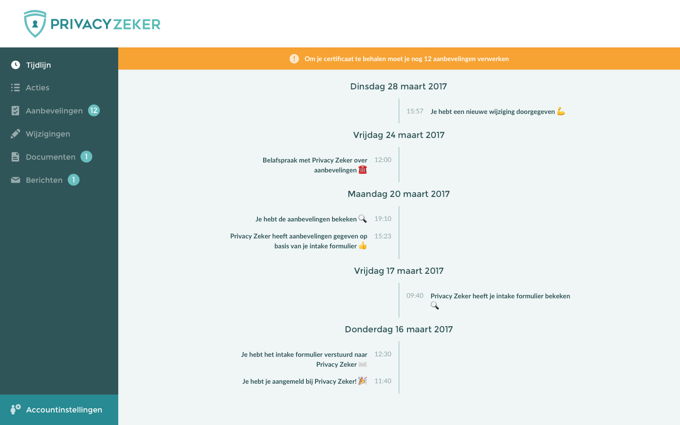 PRIVACY ZEKER
Om je certificaat te behalen moet je nog 12 aanbevelingen verwerken
Tijdlijn
Acties
Aanbevelingen 12
Wijzigingen
Documenten 1
Berichten 1
Accountinstellingen
Dinsdag 28 maart 2017
15:57 Je hebt een nieuwe wijziging doorgegeven 💪
Vrijdag 24 maart 2017
Belafspraak met Privacy Zeker over 12:00
aanbevelingen ☎️
Maandag 20 maart 2017
Je hebt de aanbevelingen bekeken 🔍 19:10
Privacy Zeker heeft aanbevelingen gegeven op 15:23
basis van je intake formulier 👍
Vrijdag 17 maart 2017
09:40 Privacy Zeker heeft je intake formulier bekeken
🔍
Donderdag 16 maart 2017
Je hebt het intake formulier verstuurd naar 12:30
Privacy Zeker 📨
Je hebt je aangemeld bij Privacy Zeker! 🎉 11:40